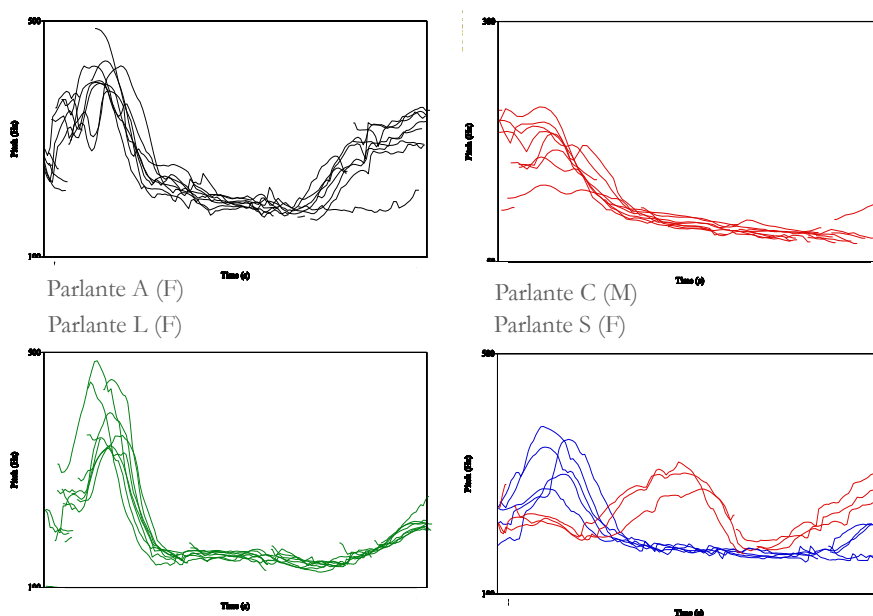 500
Pitch (Hz)
100
Time (s)
300
Pitch (Hz)
Time (s)
Parlante A (F)
Parlante L (F)
Parlante C (M)
Parlante S (F)
500
Pitch (Hz)
100
Time (s)
500
Pitch (Hz)
100
Time (s)